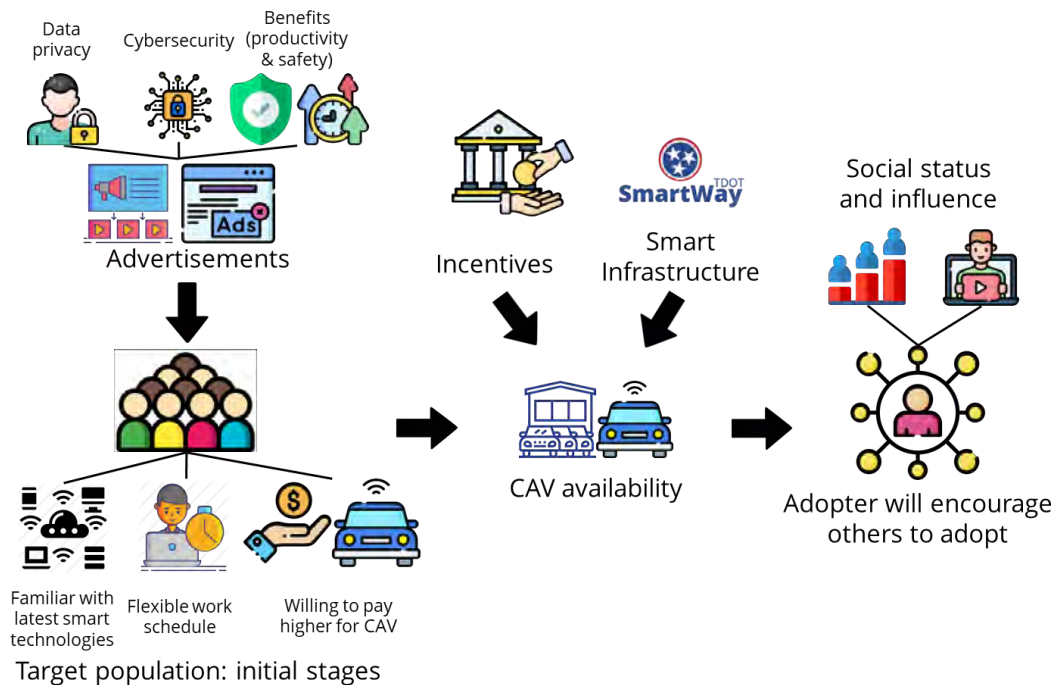 Data
privacy
Cybersecurity
Benefits
(productivity
& safety)
Ads
Advertisements
Incentives
TDOT
SmartWay
Smart
Infrastructure
Social status
and influence
CAV availability
Adopter will encourage
others to adopt
$
Familiar with
latest smart
technologies
Flexible work
schedule
Willing to pay
higher for CAV
Target population: initial stages